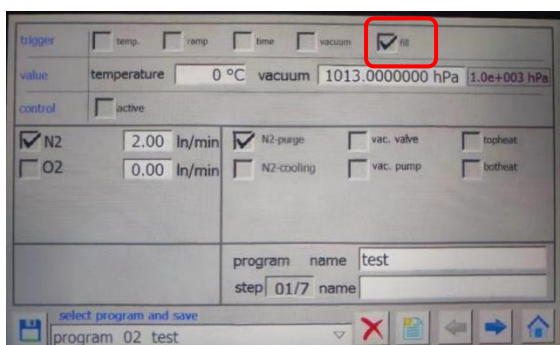 trigger temp. ramp time vacuum fill
value temperature 0 °C vacuum 1013.0000000 hPa 1.0e+003 hPa
control active
N2 2.00 ln/min N2-purge vac. valve topheat
O2 0.00 ln/min N2-cooling vac. pump botheat
program name test
step 01/7 name
select program and save
program 02 test